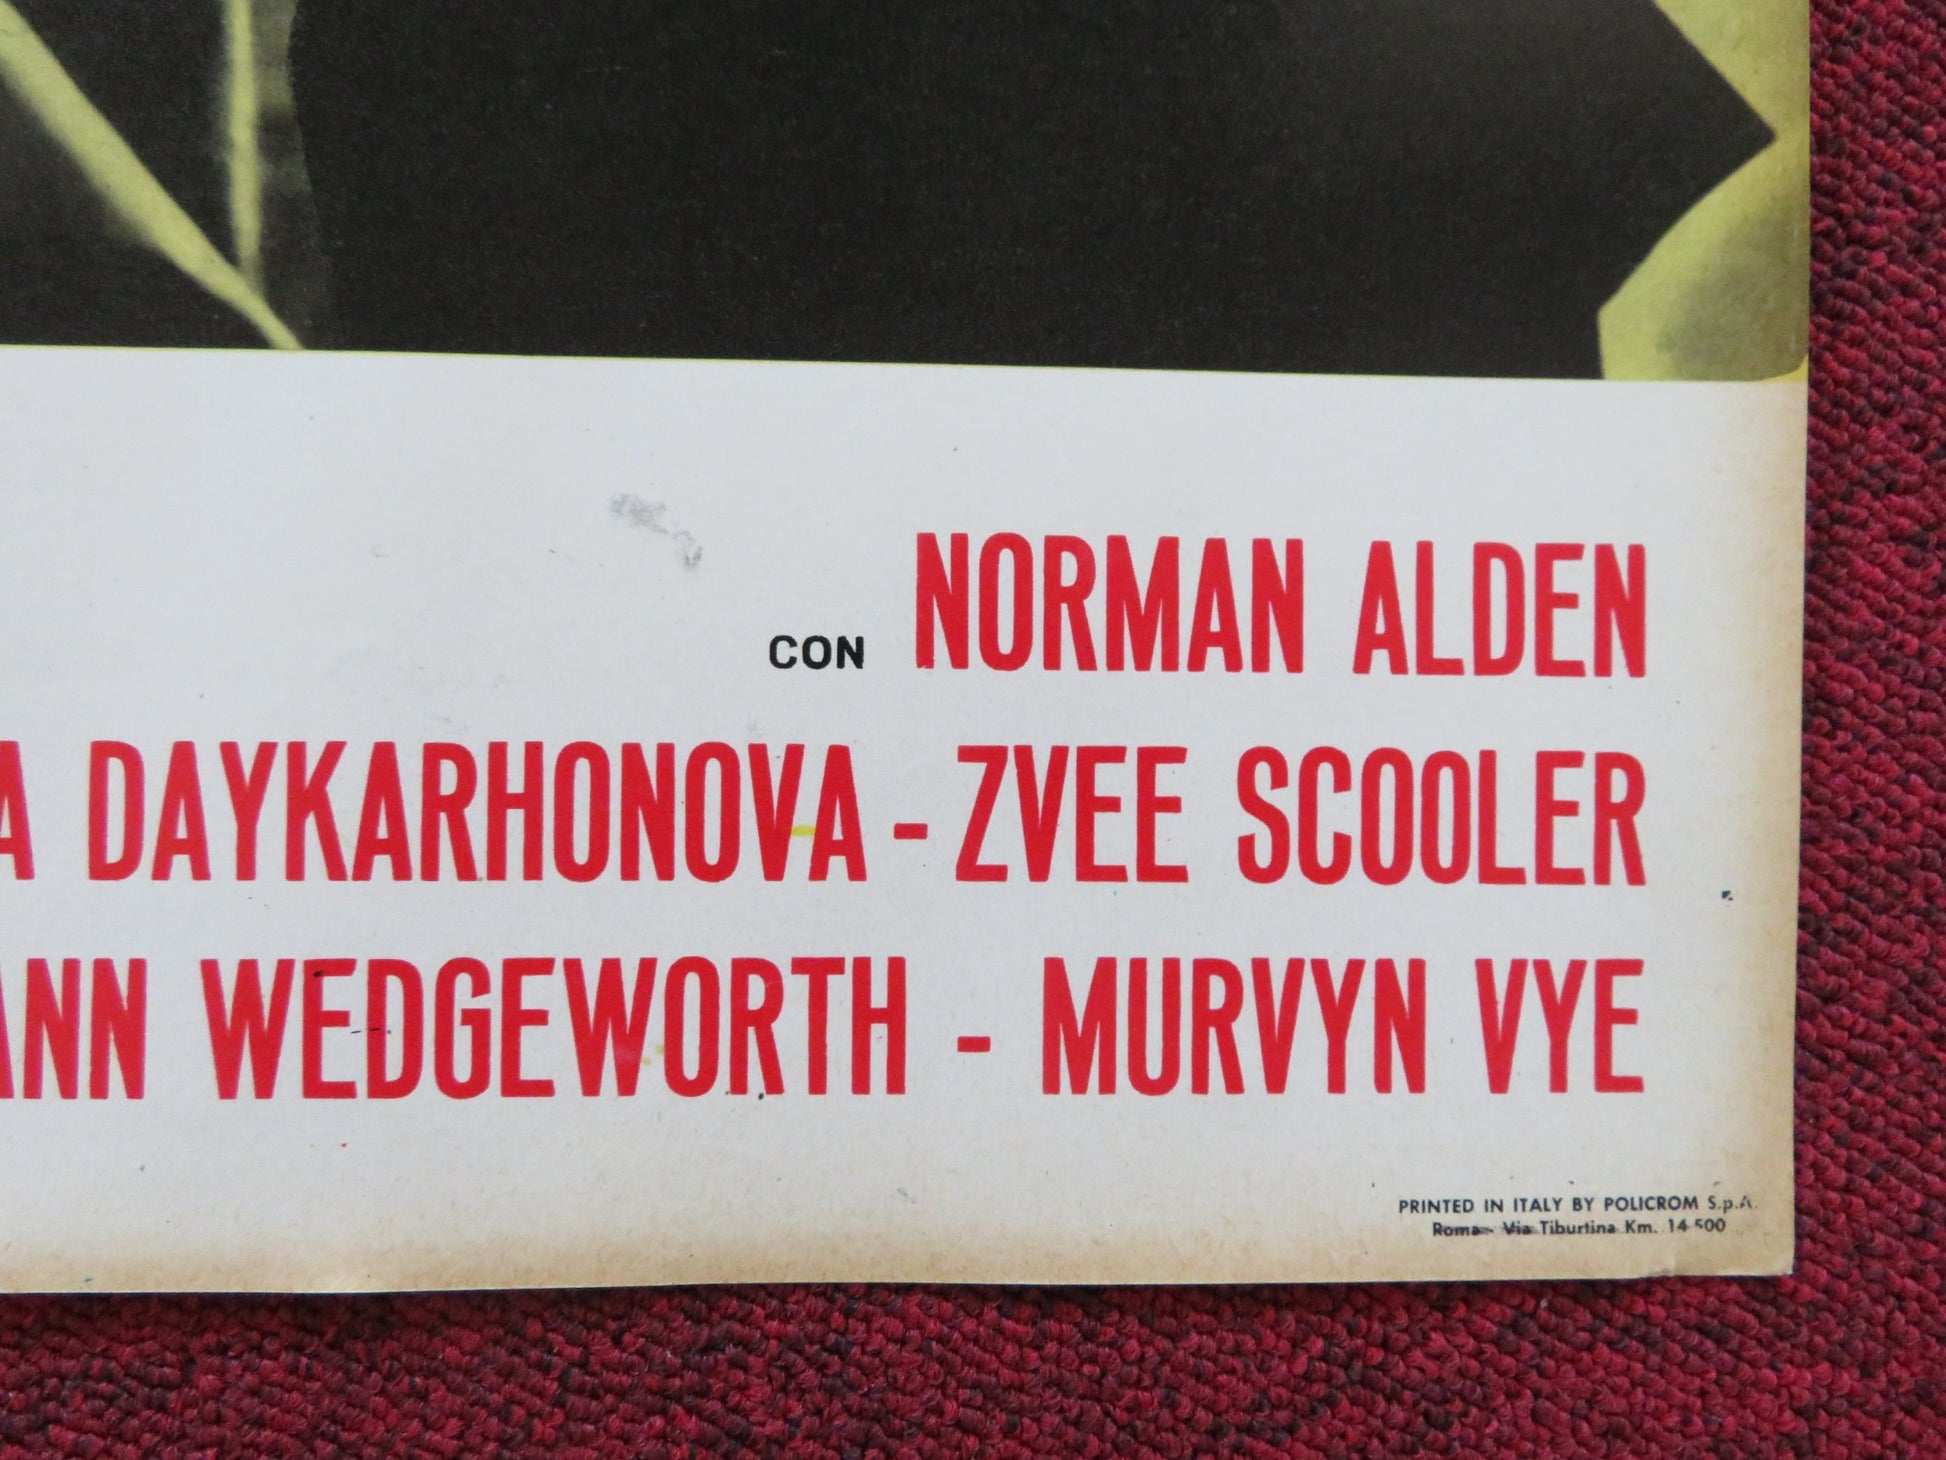 CON NORMAN ALDEN
A DAYKARHONOVA - ZVEE SCOOLER
ANN WEDGEWORTH - MURVYN VYE
PRINTED IN ITALY BY POLICROM S.p.A.
Roma - Via Tiburtina Km. 14 500